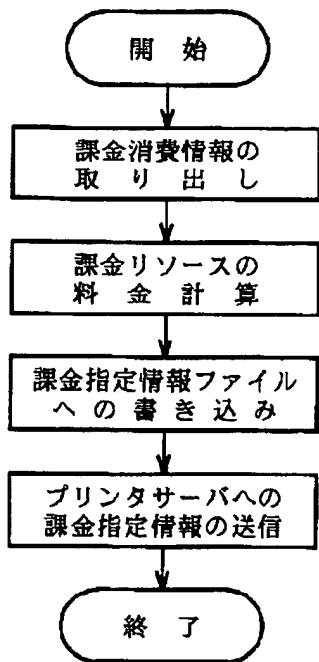 開始
課金消費情報の
取り出し
課金リソースの
料金計算
課金指定情報ファイル
への書き込み
プリンタサーバへの
課金指定情報の送信
終了